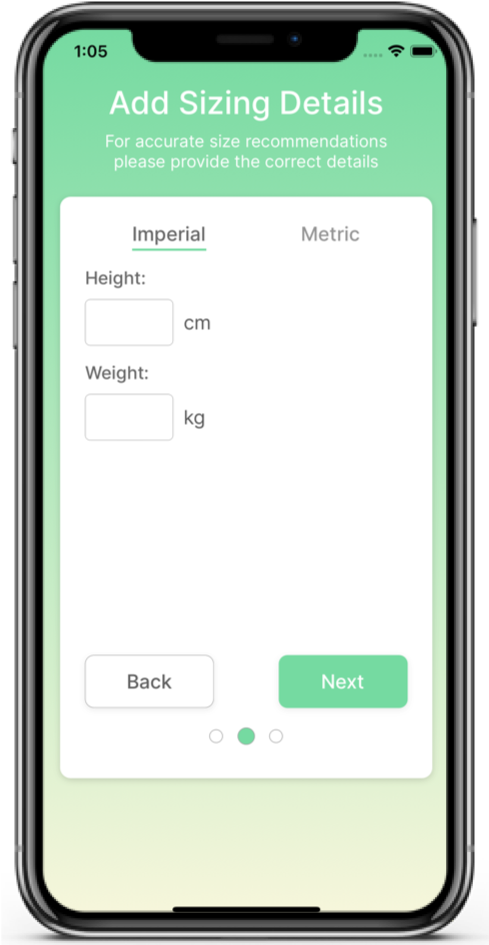 1:05
Add Sizing Details
For accurate size recommendations
please provide the correct details
Imperial Metric
Height:
cm
Weight:
kg
Back Next